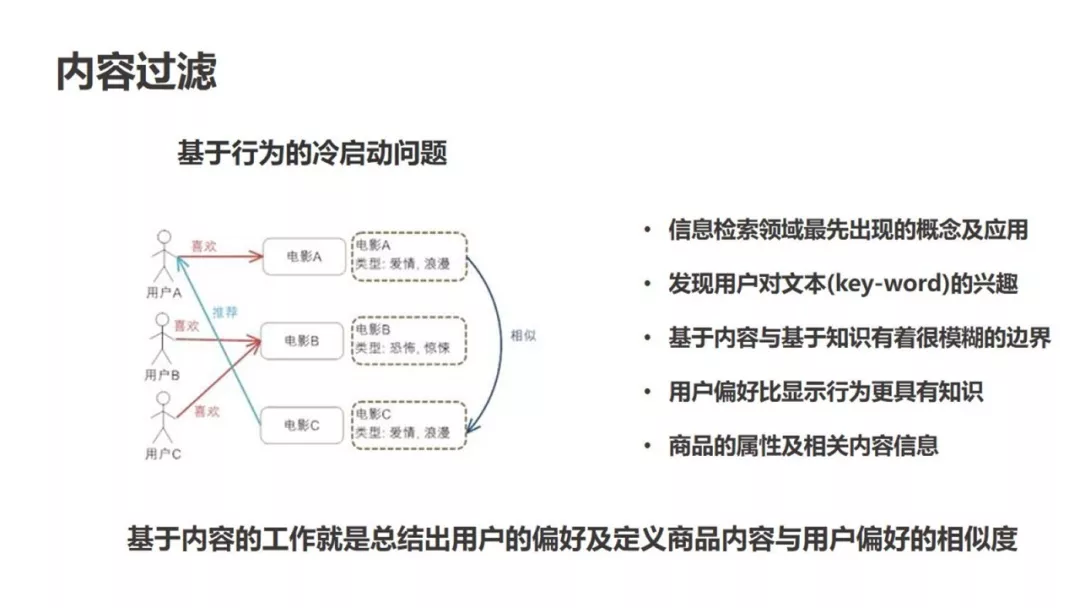 内容过滤
基于行为的冷启动问题
喜欢
电影A
电影A
类型: 爱情, 浪漫
用户A
推荐
喜欢
电影B
电影B
类型: 恐怖, 惊悚
相似
用户B
喜欢
电影C
电影C
类型: 爱情, 浪漫
用户C
• 信息检索领域最先出现的概念及应用
• 发现用户对文本(key-word)的兴趣
• 基于内容与基于知识有着很模糊的边界
• 用户偏好比显示行为更具有知识
• 商品的属性及相关内容信息
基于内容的工作就是总结出用户的偏好及定义商品内容与用户偏好的相似度